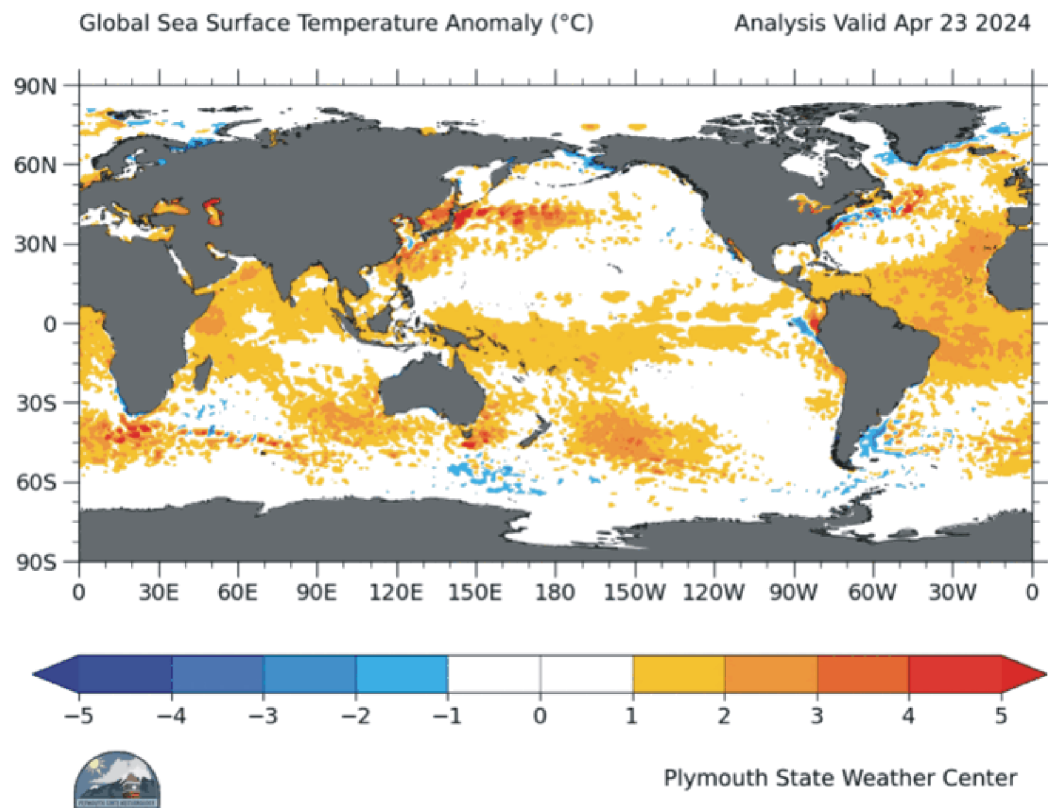 Global Sea Surface Temperature Anomaly (°C) Analysis Valid Apr 23 2024
90N
60N
30N
0
30S
60S
90S
0 30E 60E 90E 120E 150E 180 150W 120W 90W 60W 30W 0
−5 −4 −3 −2 −1 0 1 2 3 4 5
Plymouth State Weather Center